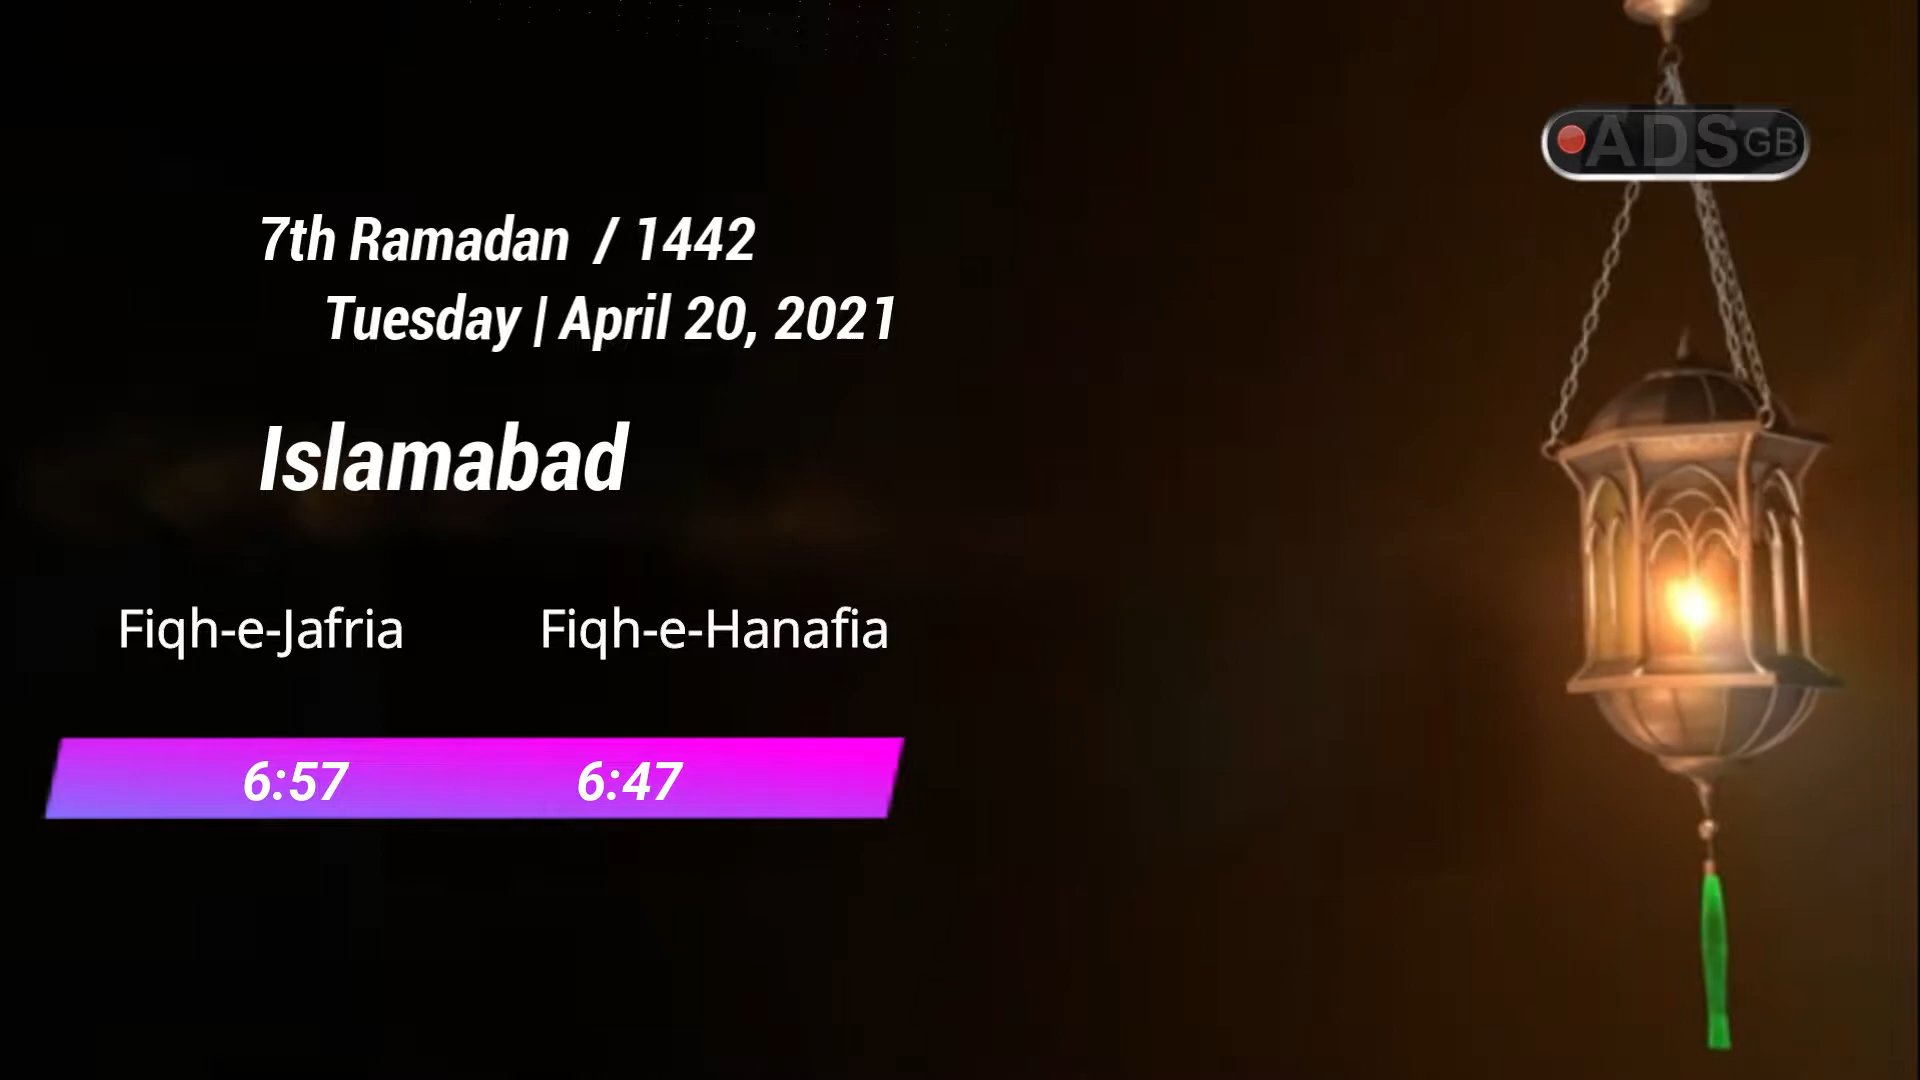 ADS GB
7th Ramadan / 1442
Tuesday | April 20, 2021
Islamabad
Fiqh-e-Jafria Fiqh-e-Hanafia
6:57 6:47